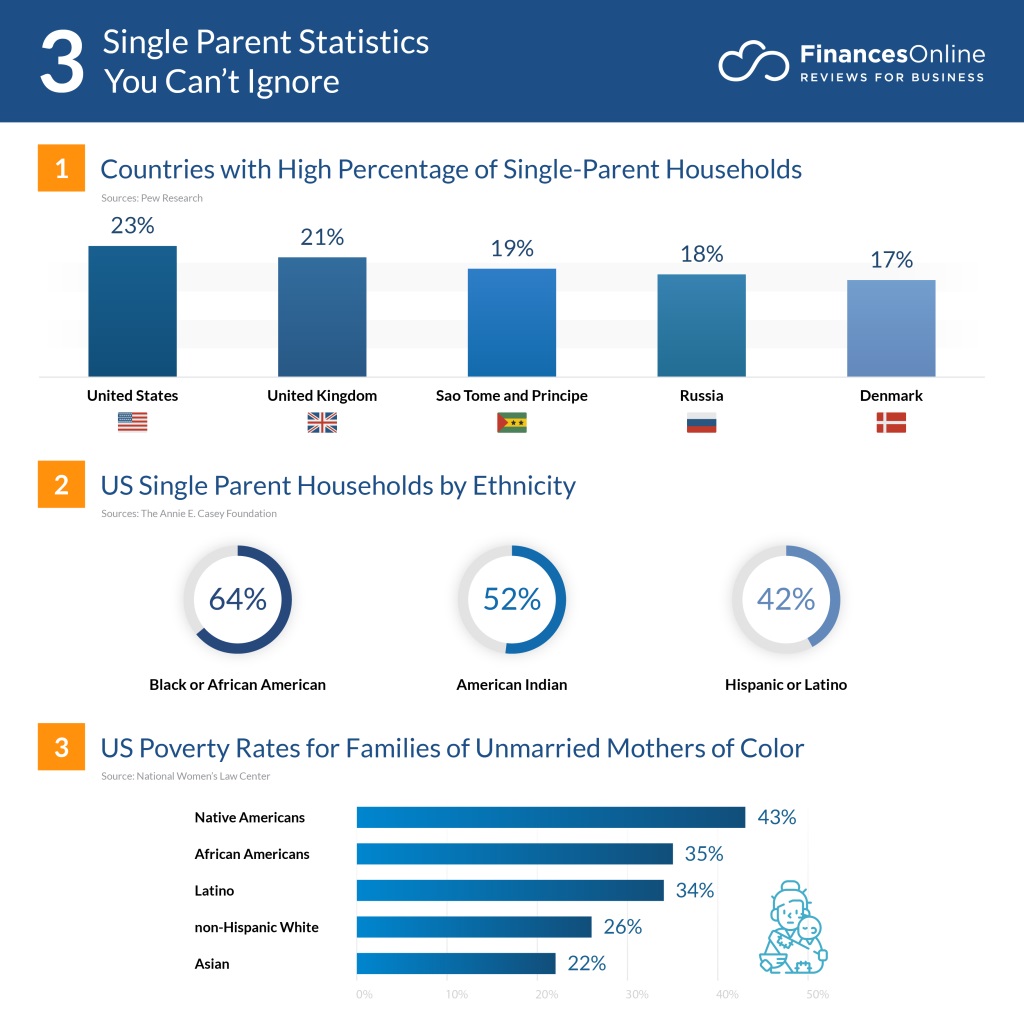 3
Single Parent Statistics
You Can't Ignore
FinancesOnline
REVIEWS FOR BUSINESS
1
Countries with High Percentage of Single-Parent Households
Sources: Pew Research
23%
21%
19%
18%
17%
United States
United Kingdom
Sao Tome and Principe
Russia
Denmark
2
US Single Parent Households by Ethnicity
Sources: The Annie E. Casey Foundation
64%
52%
42%
Black or African American
American Indian
Hispanic or Latino
3
US Poverty Rates for Families of Unmarried Mothers of Color
Source: National Women's Law Center
Native Americans 43%
African Americans 35%
Latino 34%
non-Hispanic White 26%
Asian 22%
0% 10% 20% 30% 40% 50%